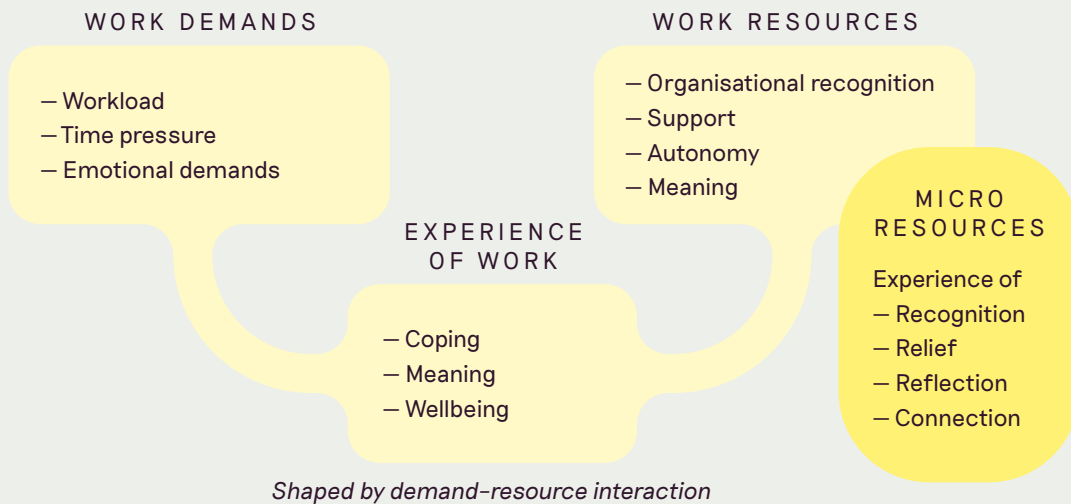 WORK DEMANDS
— Workload
— Time pressure
— Emotional demands
WORK RESOURCES
— Organisational recognition
— Support
— Autonomy
— Meaning
MICRO
RESOURCES
Experience of
— Recognition
— Relief
— Reflection
— Connection
EXPERIENCE
OF WORK
— Coping
— Meaning
— Wellbeing
Shaped by demand–resource interaction